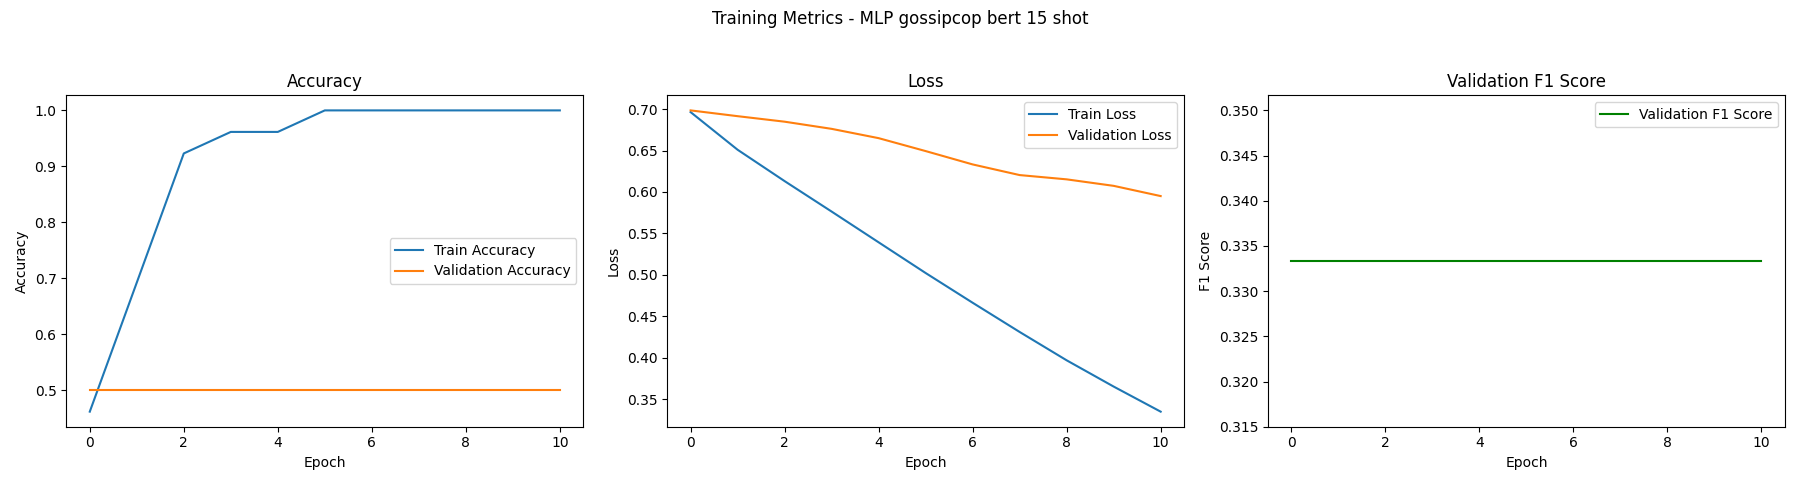 Training Metrics - MLP gossipcop bert 15 shot
Accuracy
1.0
0.9
0.8
0.7
0.6
0.5
Accuracy
Train Accuracy
Validation Accuracy
0 2 4 6 8 10
Epoch
Loss
0.70
0.65
0.60
0.55
0.50
0.45
0.40
0.35
Loss
Train Loss
Validation Loss
0 2 4 6 8 10
Epoch
Validation F1 Score
0.350
0.345
0.340
0.335
0.330
0.325
0.320
0.315
F1 Score
Validation F1 Score
0 2 4 6 8 10
Epoch